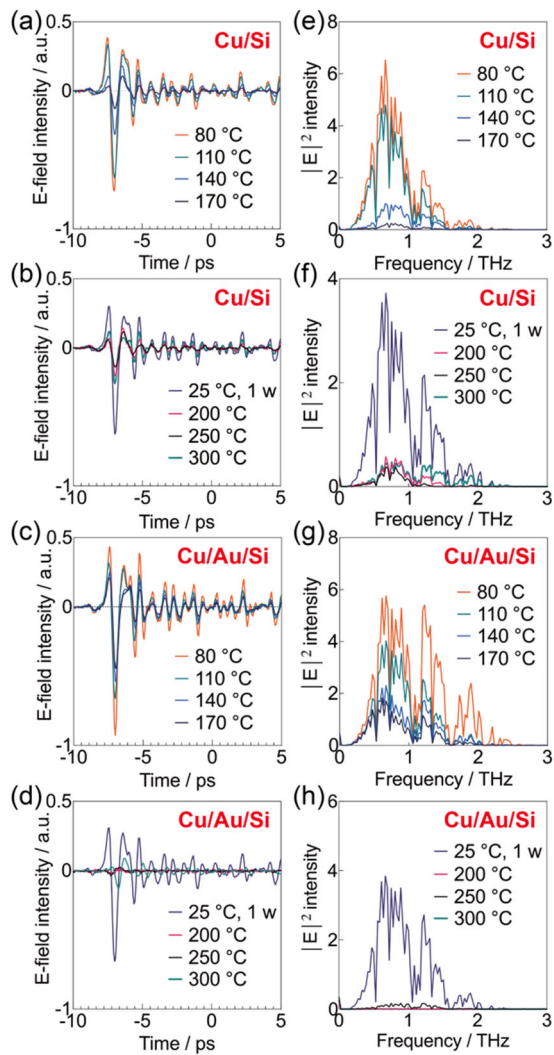 (a)
0.5
Cu/Si
0
E-field intensity / a.u.
80 °C
110 °C
140 °C
170 °C
-1
-10 -5 0 5
Time / ps
(e)
8
Cu/Si
6
4
2
0
|E|² intensity
80 °C
110 °C
140 °C
170 °C
0 1 2 3
Frequency / THz
(b)
0.5
Cu/Si
0
E-field intensity / a.u.
25 °C, 1 w
200 °C
250 °C
300 °C
-1
-10 -5 0 5
Time / ps
(f)
4
Cu/Si
3
2
1
0
|E|² intensity
25 °C, 1 w
200 °C
250 °C
300 °C
0 1 2 3
Frequency / THz
(c)
0.5
Cu/Au/Si
0
E-field intensity / a.u.
80 °C
110 °C
140 °C
170 °C
-1
-10 -5 0 5
Time / ps
(g)
8
Cu/Au/Si
6
4
2
0
|E|² intensity
80 °C
110 °C
140 °C
170 °C
0 1 2 3
Frequency / THz
(d)
0.5
Cu/Au/Si
0
E-field intensity / a.u.
25 °C, 1 w
200 °C
250 °C
300 °C
-1
-10 -5 0 5
Time / ps
(h)
6
Cu/Au/Si
4
2
0
|E|² intensity
25 °C, 1 w
200 °C
250 °C
300 °C
0 1 2 3
Frequency / THz